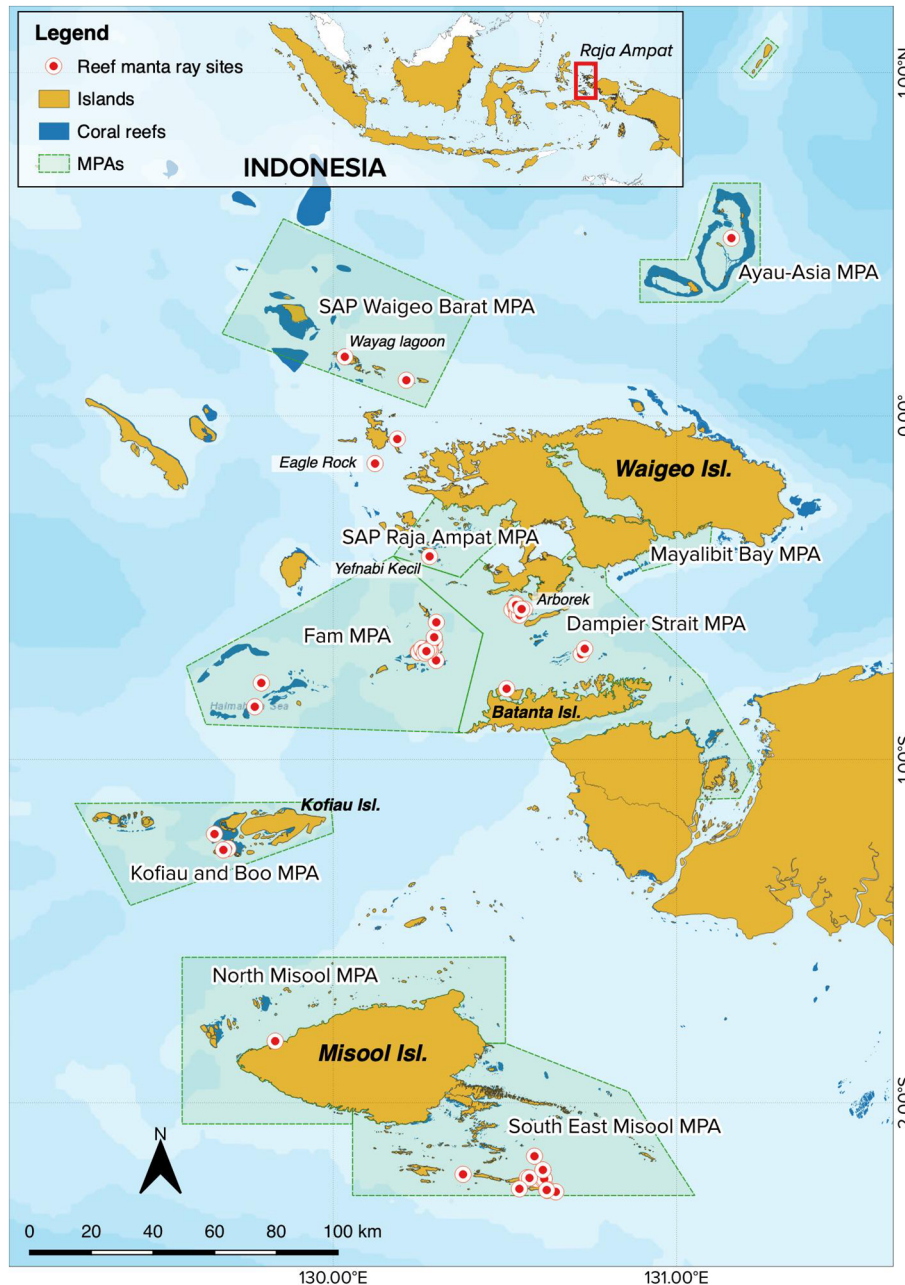 Legend
Reef manta ray sites
Islands
Coral reefs
MPAs
Raja Ampat
INDONESIA
1.00°N
Ayau-Asia MPA
SAP Waigeo Barat MPA
Wayag lagoon
0.00°
Eagle Rock
Waigeo Isl.
SAP Raja Ampat MPA
Mayalibit Bay MPA
Yefnabi Kecil
Arborek
Fam MPA
Dampier Strait MPA
Sea
Batanta Isl.
1.00°S
Kofiau Isl.
Kofiau and Boo MPA
North Misool MPA
Misool Isl.
2.00°S
South East Misool MPA
N
0 20 40 60 80 100 km
130.00°E 131.00°E